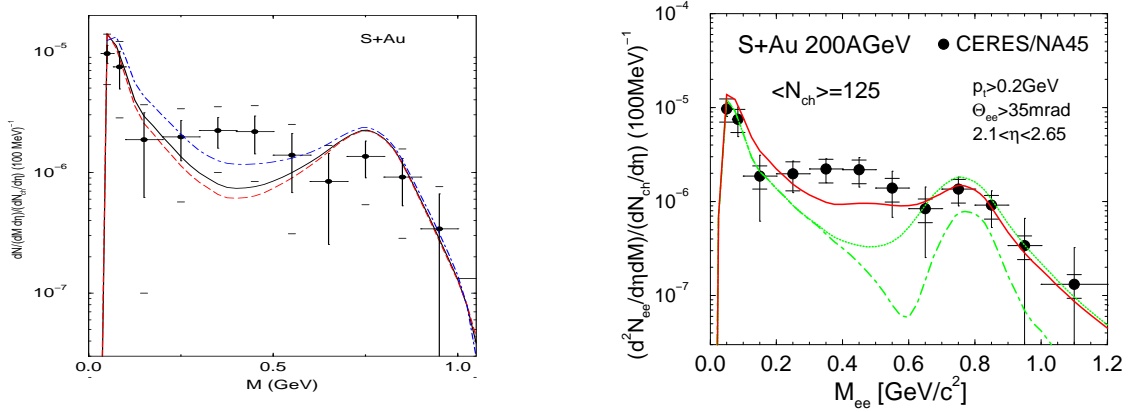 S+Au
10⁻⁵
10⁻⁶
10⁻⁷
dN/(dM dη)/(dN_ch/dη) (100 MeV)⁻¹
0.0
0.5
1.0
M (GeV)
S+Au 200AGeV
CERES/NA45
<N_ch>=125
p_t>0.2GeV
Θ_ee>35mrad
2.1<η<2.65
10⁻⁵
10⁻⁶
10⁻⁷
(d²N_ee/dηdM)/(dN_ch/dη) (100MeV)⁻¹
0.0 0.2 0.4 0.6 0.8 1.0 1.2
M_ee [GeV/c²]